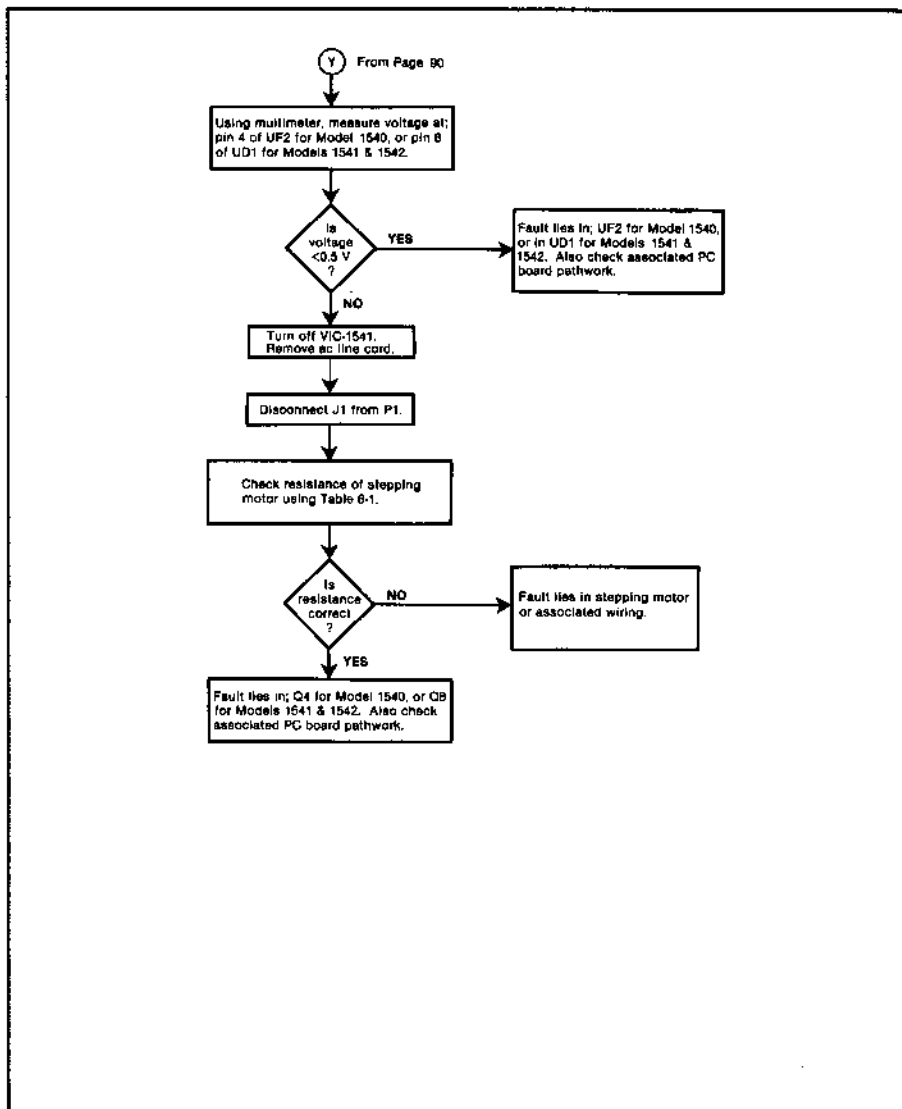 Y From Page 90
Using multimeter, measure voltage at;
pin 4 of UF2 for Model 1540, or pin 8
of UD1 for Models 1541 & 1542.
Is
voltage
<0.5 V
?
YES
Fault lies in; UF2 for Model 1540,
or in UD1 for Models 1541 &
1542. Also check associated PC
board pathwork.
NO
Turn off VIC-1541.
Remove ac line cord.
Disconnect J1 from P1.
Check resistance of stepping
motor using Table 6-1.
Is
resistance
correct
?
NO
Fault lies in stepping motor
or associated wiring.
YES
Fault lies in; Q4 for Model 1540, or Q8
for Models 1541 & 1542. Also check
associated PC board pathwork.